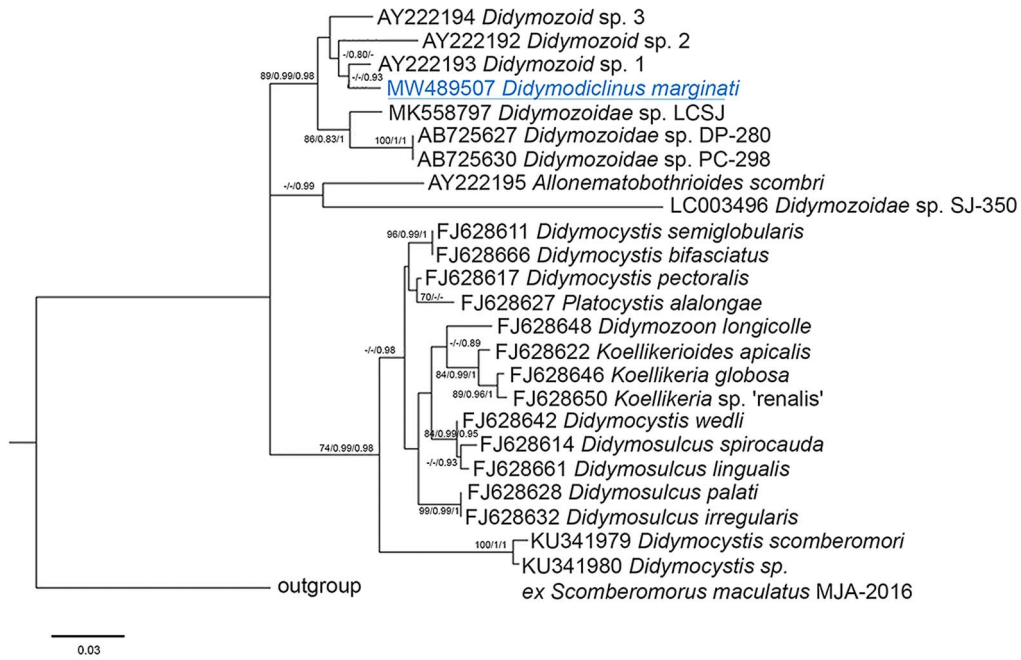 AY222194 Didymozoid sp. 3
AY222192 Didymozoid sp. 2
-/0.80/-
AY222193 Didymozoid sp. 1
89/0.99/0.98
-/-/0.93
MW489507 Didymodiclinus marginati
MK558797 Didymozoidae sp. LCSJ
AB725627 Didymozoidae sp. DP-280
86/0.83/1
100/1/1
AB725630 Didymozoidae sp. PC-298
AY222195 Allonematobothrioides scombri
-/-/0.99
LC003496 Didymozoidae sp. SJ-350
FJ628611 Didymocystis semiglobularis
96/0.99/1
FJ628666 Didymocystis bifasciatus
FJ628617 Didymocystis pectoralis
70/-/-
FJ628627 Platocystis alalongae
FJ628648 Didymozoon longicolle
-/-/0.89
-/-/0.98
FJ628622 Koellikerioides apicalis
84/0.99/1
FJ628646 Koellikeria globosa
89/0.96/1
FJ628650 Koellikeria sp. 'renalis'
FJ628642 Didymocystis wedli
84/0.99/0.95
FJ628614 Didymosulcus spirocauda
74/0.99/0.98
-/-/0.93
FJ628661 Didymosulcus lingualis
FJ628628 Didymosulcus palati
99/0.99/1
FJ628632 Didymosulcus irregularis
KU341979 Didymocystis scomberomori
100/1/1
KU341980 Didymocystis sp.
ex Scomberomorus maculatus MJA-2016
outgroup
0.03